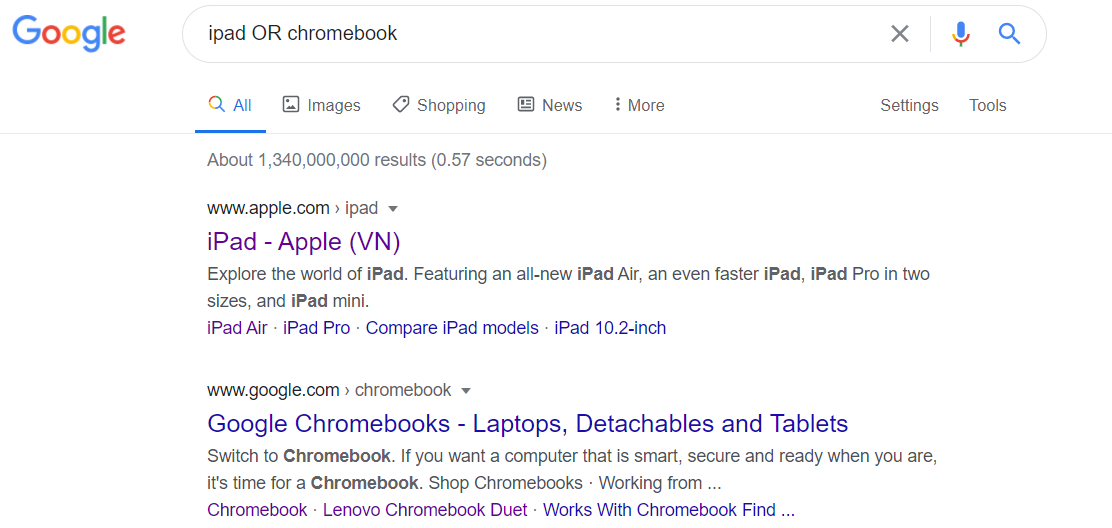 Google
ipad OR chromebook
All Images Shopping News More Settings Tools
About 1,340,000,000 results (0.57 seconds)
www.apple.com › ipad
iPad - Apple (VN)
Explore the world of iPad. Featuring an all-new iPad Air, an even faster iPad, iPad Pro in two
sizes, and iPad mini.
iPad Air · iPad Pro · Compare iPad models · iPad 10.2-inch
www.google.com › chromebook
Google Chromebooks - Laptops, Detachables and Tablets
Switch to Chromebook. If you want a computer that is smart, secure and ready when you are,
it's time for a Chromebook. Shop Chromebooks · Working from ...
Chromebook · Lenovo Chromebook Duet · Works With Chromebook Find ...